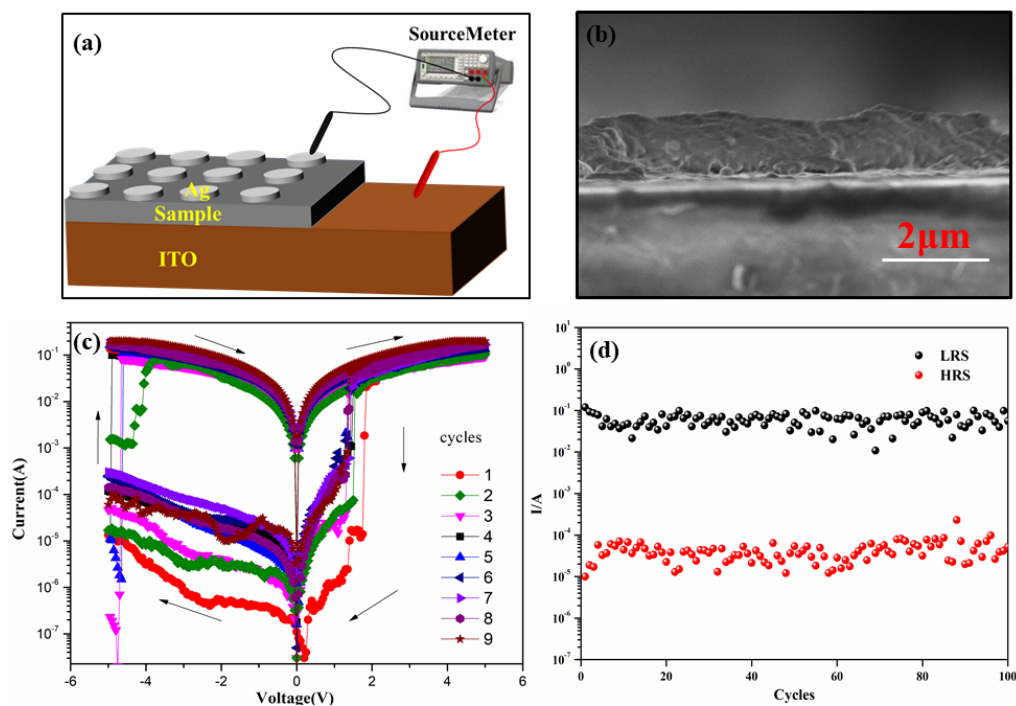 (a)
SourceMeter
Ag
Sample
ITO
(b)
2μm
(c)
10⁻¹
10⁻²
10⁻³
10⁻⁴
10⁻⁵
10⁻⁶
10⁻⁷
Current(A)
cycles
1
2
3
4
5
6
7
8
9
-6 -4 -2 0 2 4 6
Voltage(V)
(d)
LRS
HRS
10¹
10⁰
10⁻¹
10⁻²
10⁻³
10⁻⁴
10⁻⁵
10⁻⁶
10⁻⁷
I/A
0 20 40 60 80 100
Cycles